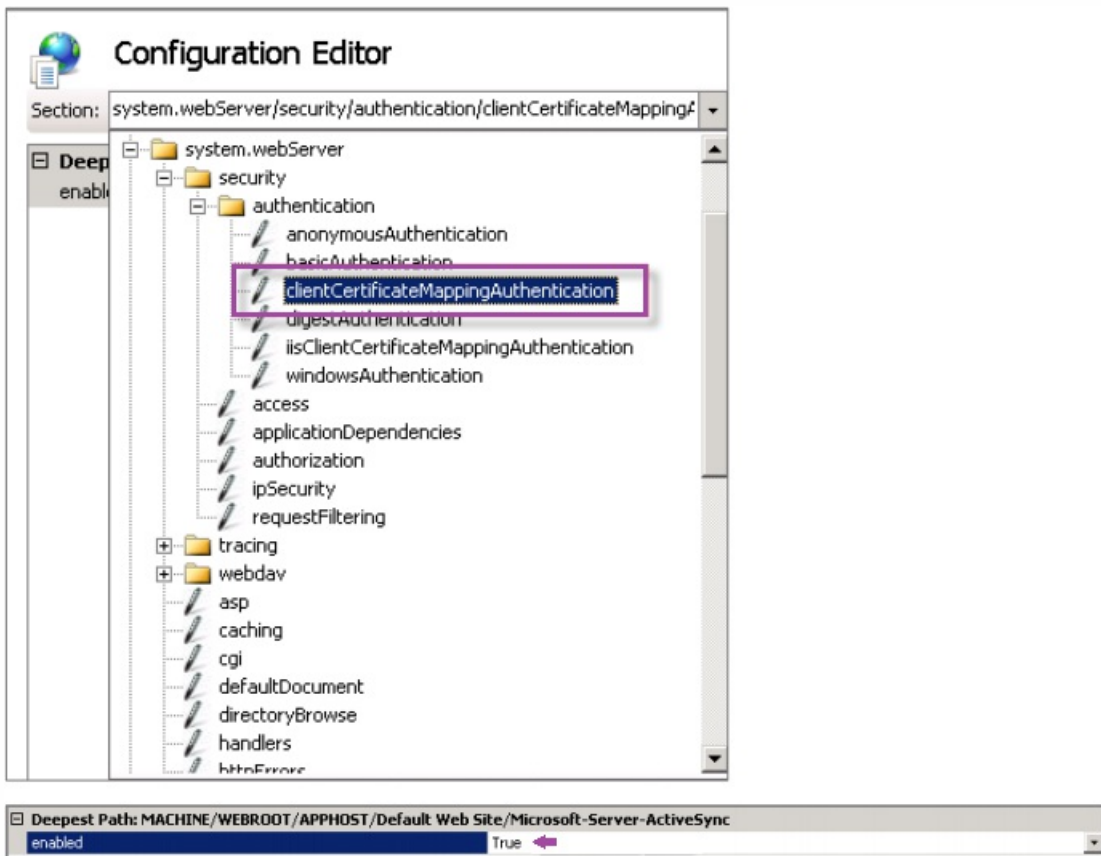 Configuration Editor
Section: system.webServer/security/authentication/clientCertificateMappingA
Deep
enabl
system.webServer
security
authentication
anonymousAuthentication
basicAuthentication
clientCertificateMappingAuthentication
digestAuthentication
iisClientCertificateMappingAuthentication
windowsAuthentication
access
applicationDependencies
authorization
ipSecurity
requestFiltering
tracing
webdav
asp
caching
cgi
defaultDocument
directoryBrowse
handlers
httpErrors
Deepest Path: MACHINE/WEBROOT/APPHOST/Default Web Site/Microsoft-Server-ActiveSync
enabled True